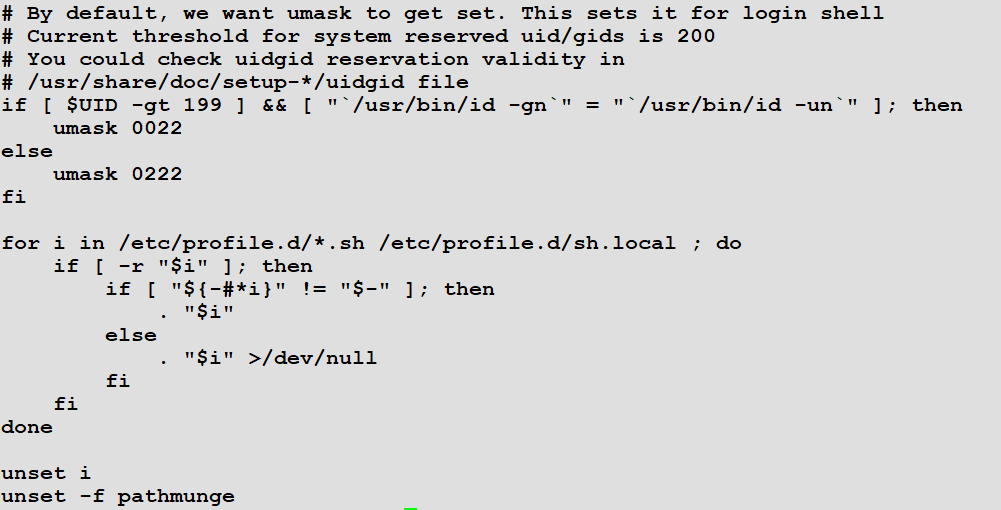 # By default, we want umask to get set. This sets it for login shell
# Current threshold for system reserved uid/gids is 200
# You could check uidgid reservation validity in
# /usr/share/doc/setup-*/uidgid file
if [ $UID -gt 199 ] && [ "`/usr/bin/id -gn`" = "`/usr/bin/id -un`" ]; then
    umask 0022
else
    umask 0222
fi

for i in /etc/profile.d/*.sh /etc/profile.d/sh.local ; do
    if [ -r "$i" ]; then
        if [ "${-#*i}" != "$-" ]; then
            . "$i"
        else
            . "$i" >/dev/null
        fi
    fi
done

unset i
unset -f pathmunge